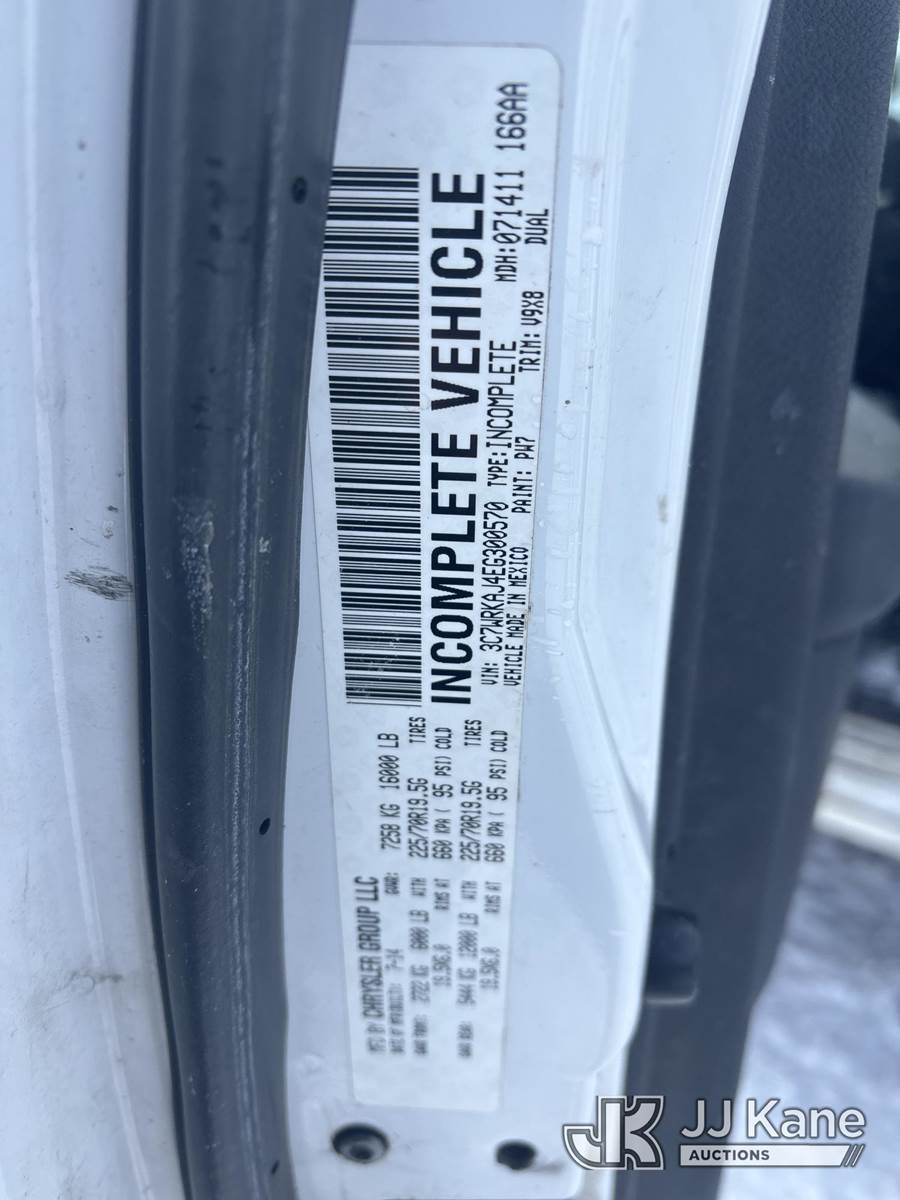 MFD BY CHRYSLER GROUP LLC
DATE OF MFR 7-14 GVWR: 7258 KG 16000 LB
GAWR FRONT: 2722 KG 6000 LB WITH 225/70R19.5G TIRES
19.5X6.0 RIMS AT 660 KPA ( 95 PSI) COLD
GAWR REAR: 5444 KG 12000 LB WITH 225/70R19.5G TIRES
19.5X6.0 RIMS AT 660 KPA ( 95 PSI) COLD
INCOMPLETE VEHICLE
VIN: 3C7WRKAJ4EG300570 TYPE: INCOMPLETE MDH:071411 166AA
VEHICLE MADE IN MEXICO PAINT: PW7 TRIM: V9X8 DUAL
JK JJ Kane
AUCTIONS